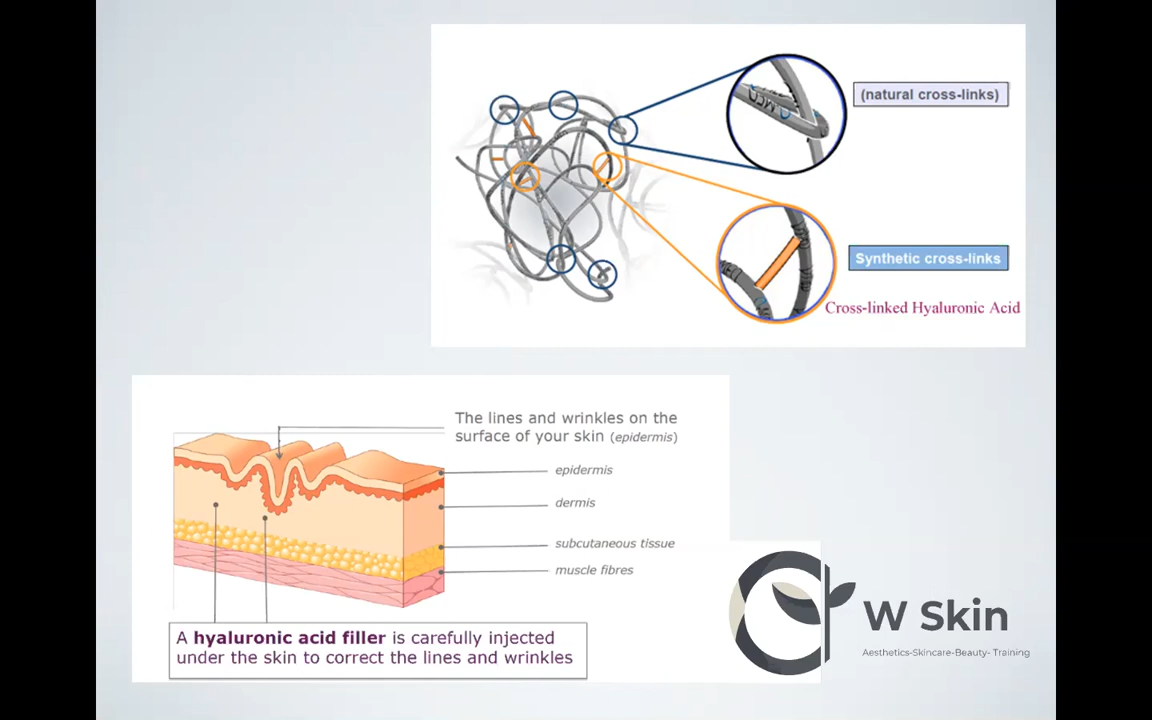 (natural cross-links)
Synthetic cross-links
Cross-linked Hyaluronic Acid
The lines and wrinkles on the
surface of your skin (epidermis)
epidermis
dermis
subcutaneous tissue
muscle fibres
A hyaluronic acid filler is carefully injected
under the skin to correct the lines and wrinkles
W Skin
Aesthetics-Skincare-Beauty- Training